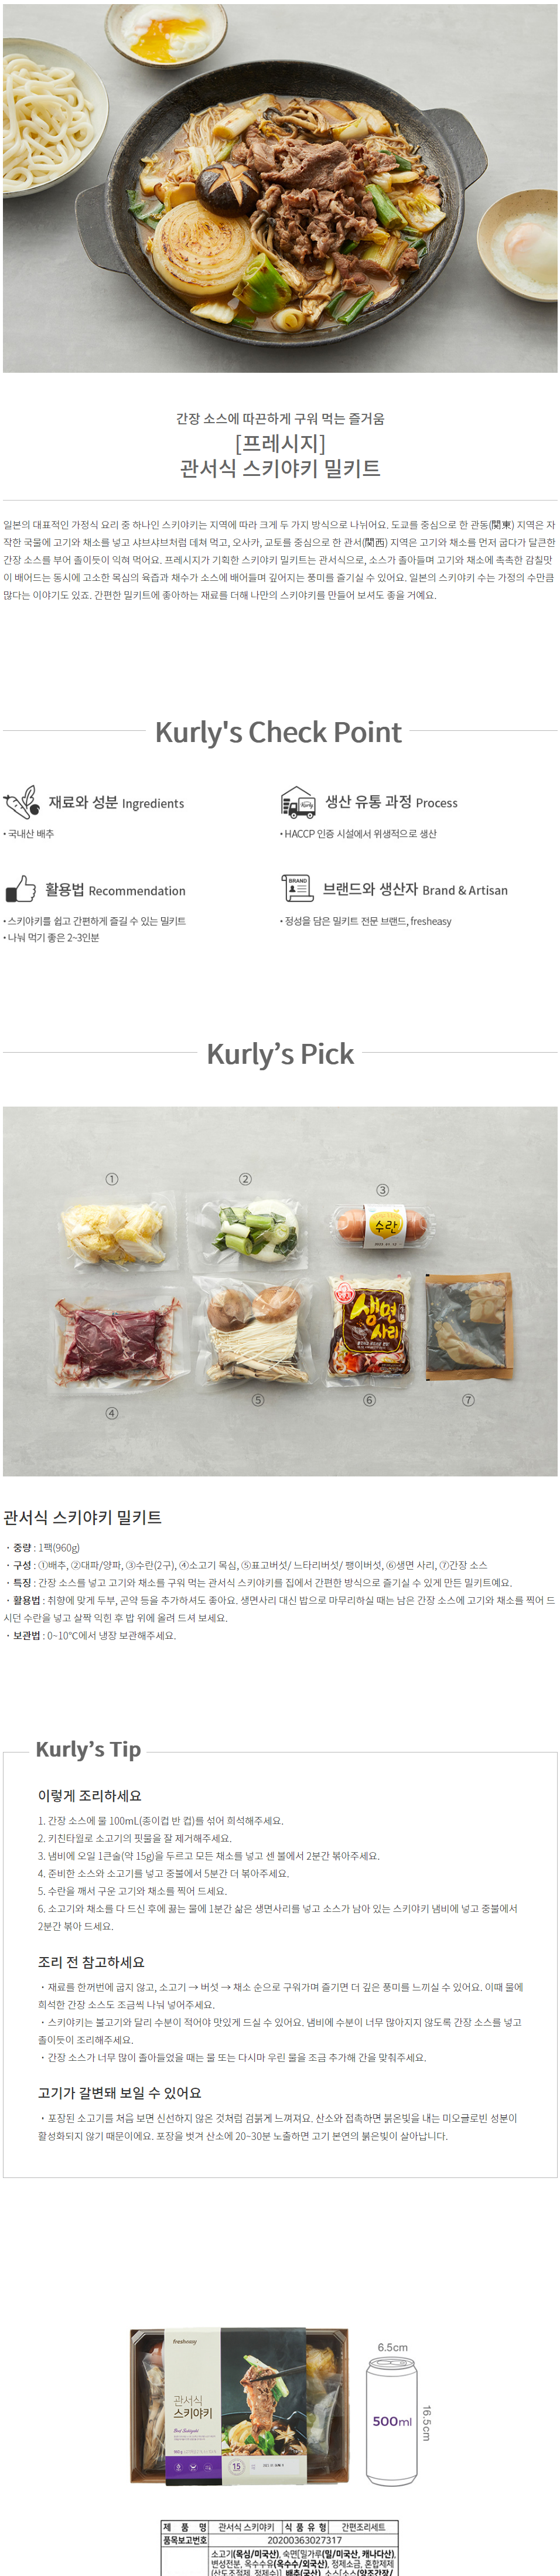 간장 소스에 따끈하게 구워 먹는 즐거움
[프레시지]
관서식 스키야키 밀키트
일본의 대표적인 가정식 요리 중 하나인 스키야키는 지역에 따라 크게 두 가지 방식으로 나뉘어요. 도쿄를 중심으로 한 관동(関東) 지역은 자
작한 국물에 고기와 채소를 넣고 샤브샤브처럼 데쳐 먹고, 오사카, 교토를 중심으로 한 관서(関西) 지역은 고기와 채소를 먼저 굽다가 달큰한
간장 소스를 부어 졸이듯이 익혀 먹어요. 프레시지가 기획한 스키야키 밀키트는 관서식으로, 소스가 졸아들며 고기와 채소에 촉촉한 감칠맛
이 배어드는 동시에 고소한 목심의 육즙과 채수가 소스에 배어들며 깊어지는 풍미를 즐기실 수 있어요. 일본의 스키야키 수는 가정의 수만큼
많다는 이야기도 있죠. 간편한 밀키트에 좋아하는 재료를 더해 나만의 스키야키를 만들어 보셔도 좋을 거예요.
Kurly's Check Point
재료와 성분 Ingredients
• 국내산 배추
생산 유통 과정 Process
• HACCP 인증 시설에서 위생적으로 생산
활용법 Recommendation
• 스키야키를 쉽고 간편하게 즐길 수 있는 밀키트
• 나눠 먹기 좋은 2~3인분
BRAND
브랜드와 생산자 Brand & Artisan
• 정성을 담은 밀키트 전문 브랜드, fresheasy
Kurly’s Pick
①
②
③
수란
생면
사리
④
⑤
⑥
⑦
관서식 스키야키 밀키트
・중량 : 1팩(960g)
・구성 : ①배추, ②대파/양파, ③수란(2구), ④소고기 목심, ⑤표고버섯/ 느타리버섯/ 팽이버섯, ⑥생면 사리, ⑦간장 소스
・특징 : 간장 소스를 넣고 고기와 채소를 구워 먹는 관서식 스키야키를 집에서 간편한 방식으로 즐기실 수 있게 만든 밀키트예요.
・활용법 : 취향에 맞게 두부, 곤약 등을 추가하셔도 좋아요. 생면사리 대신 밥으로 마무리하실 때는 남은 간장 소스에 고기와 채소를 찍어 드
시던 수란을 넣고 살짝 익힌 후 밥 위에 올려 드셔 보세요.
・보관법 : 0~10℃에서 냉장 보관해주세요.
Kurly’s Tip
이렇게 조리하세요
1. 간장 소스에 물 100mL(종이컵 반 컵)를 섞어 희석해주세요.
2. 키친타월로 소고기의 핏물을 잘 제거해주세요.
3. 냄비에 오일 1큰술(약 15g)을 두르고 모든 채소를 넣고 센 불에서 2분간 볶아주세요.
4. 준비한 소스와 소고기를 넣고 중불에서 5분간 더 볶아주세요.
5. 수란을 깨서 구운 고기와 채소를 찍어 드세요.
6. 소고기와 채소를 다 드신 후에 끓는 물에 1분간 삶은 생면사리를 넣고 소스가 남아 있는 스키야키 냄비에 넣고 중불에서
2분간 볶아 드세요.
조리 전 참고하세요
・재료를 한꺼번에 굽지 않고, 소고기 → 버섯 → 채소 순으로 구워가며 즐기면 더 깊은 풍미를 느끼실 수 있어요. 이때 물에
희석한 간장 소스도 조금씩 나눠 넣어주세요.
・스키야키는 불고기와 달리 수분이 적어야 맛있게 드실 수 있어요. 냄비에 수분이 너무 많아지지 않도록 간장 소스를 넣고
졸이듯이 조리해주세요.
・간장 소스가 너무 많이 졸아들었을 때는 물 또는 다시마 우린 물을 조금 추가해 간을 맞춰주세요.
고기가 갈변돼 보일 수 있어요
・포장된 소고기를 처음 보면 신선하지 않은 것처럼 검붉게 느껴져요. 산소와 접촉하면 붉은빛을 내는 미오글로빈 성분이
활성화되지 않기 때문이에요. 포장을 벗겨 산소에 20~30분 노출하면 고기 본연의 붉은빛이 살아납니다.
fresheasy
관서식
스키야키
15
6.5cm
500ml
16.5cm
제 품 명 관서식 스키야키 식 품 유 형 간편조리세트
품목보고번호 20200363027317
소고기(목심/미국산), 숙면[밀가루(밀/미국산, 캐나다산),
변성전분, 옥수수유(옥수수/외국산), 정제소금, 혼합제제